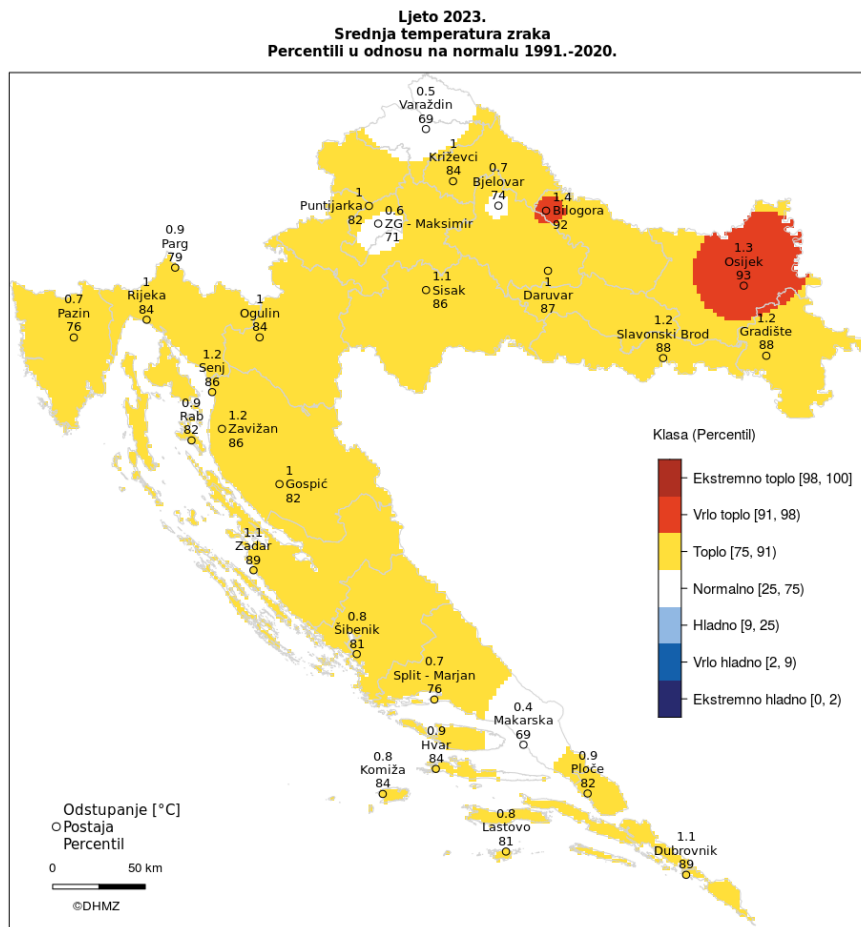 Ljeto 2023.
Srednja temperatura zraka
Percentili u odnosu na normalu 1991.-2020.
0.5
Varaždin
69
1
Križevci
84
0.7
Bjelovar
74
1.4
Bilogora
92
1
Puntijarka
82
0.6
ZG - Maksimir
71
0.9
Parg
79
1.3
Osijek
93
1.1
Sisak
86
1
Daruvar
87
0.7
Pazin
76
1
Rijeka
84
1
Ogulin
84
1.2
Slavonski Brod
88
1.2
Gradište
88
1.2
Senj
86
0.9
Rab
82
1.2
Zavižan
86
1
Gospić
82
1.1
Zadar
89
0.8
Šibenik
81
0.7
Split - Marjan
76
0.4
Makarska
69
0.9
Hvar
84
0.8
Komiža
84
0.9
Ploče
82
0.8
Lastovo
81
1.1
Dubrovnik
89
Klasa (Percentil)
Ekstremno toplo [98, 100]
Vrlo toplo [91, 98)
Toplo [75, 91)
Normalno [25, 75)
Hladno [9, 25)
Vrlo hladno [2, 9)
Ekstremno hladno [0, 2)
Odstupanje [°C]
Postaja
Percentil
0 50 km
©DHMZ